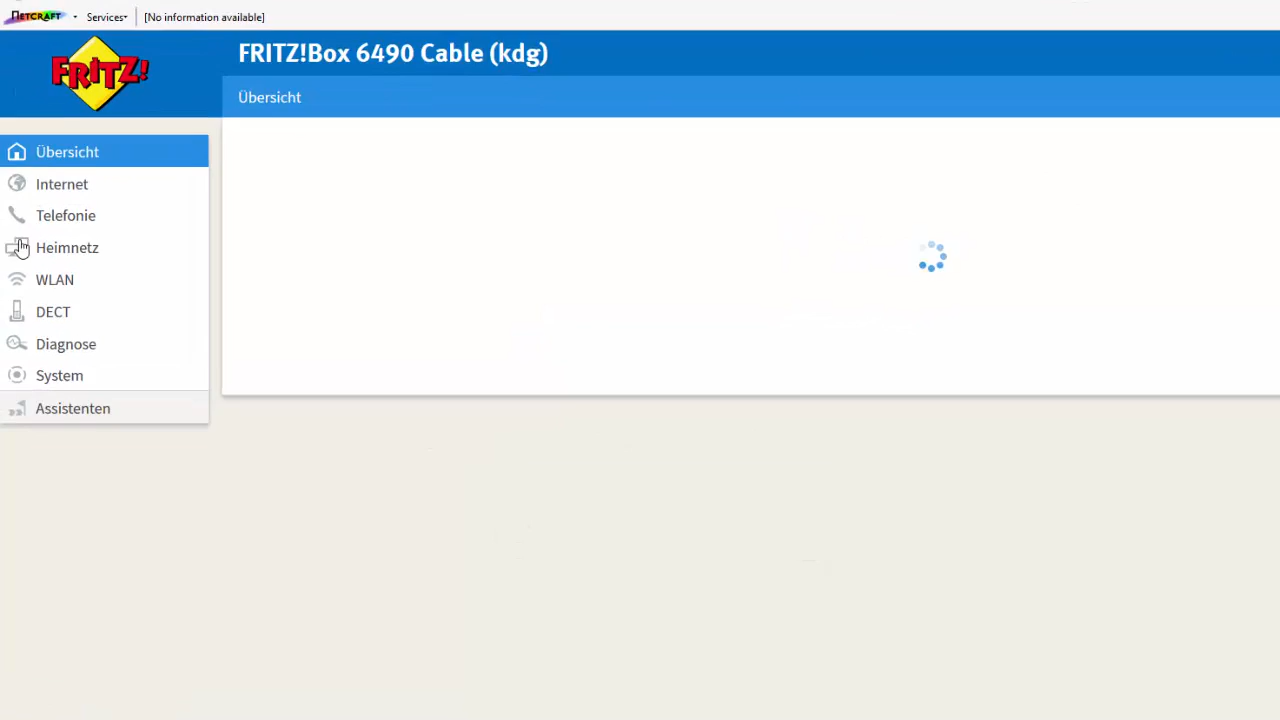 NETCRAFT Services [No information available]
FRITZ!
FRITZ!Box 6490 Cable (kdg)
Übersicht
Übersicht
Internet
Telefonie
Heimnetz
WLAN
DECT
Diagnose
System
Assistenten